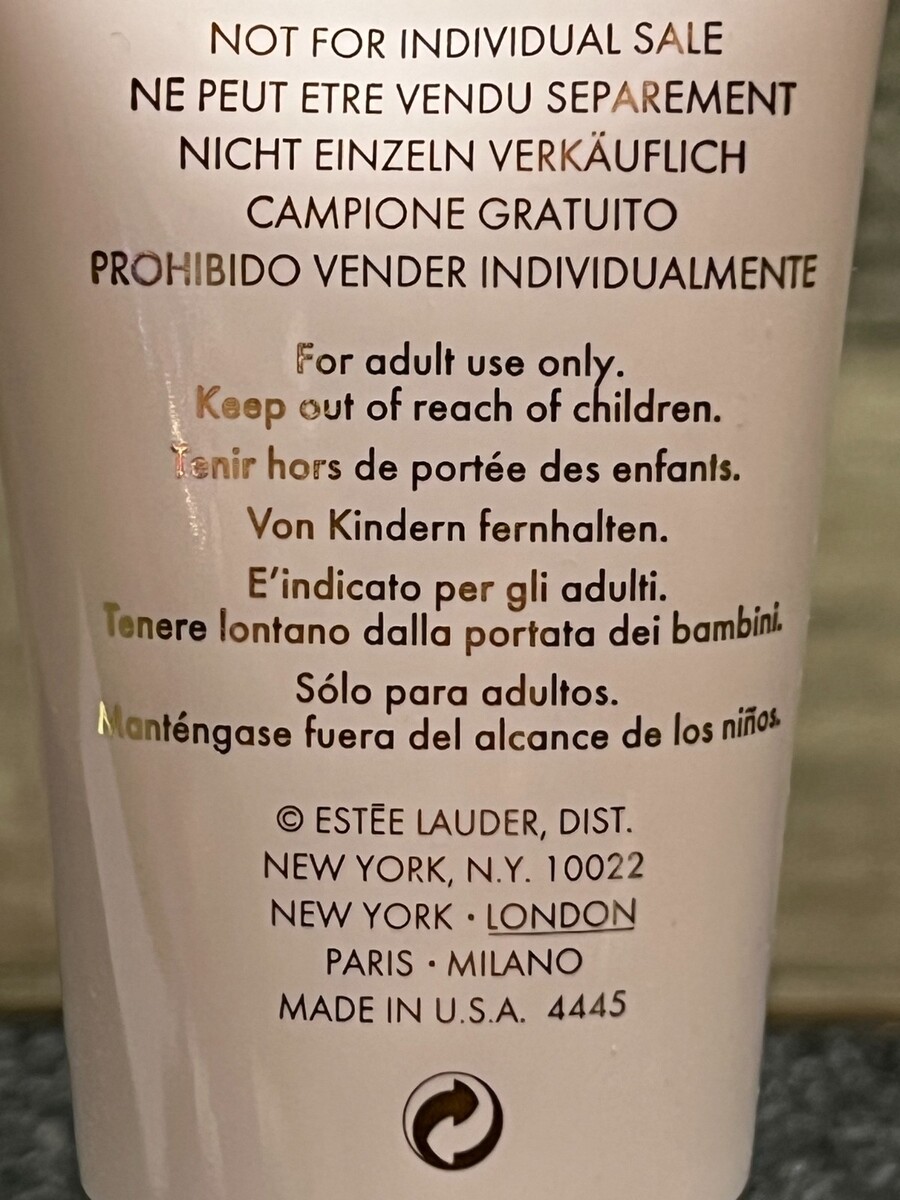 NOT FOR INDIVIDUAL SALE
NE PEUT ETRE VENDU SEPAREMENT
NICHT EINZELN VERKÄUFLICH
CAMPIONE GRATUITO
PROHIBIDO VENDER INDIVIDUALMENTE
For adult use only.
Keep out of reach of children.
Tenir hors de portée des enfants.
Von Kindern fernhalten.
E'indicato per gli adulti.
Tenere lontano dalla portata dei bambini.
Sólo para adultos.
Manténgase fuera del alcance de los niños.
© ESTĒE LAUDER, DIST.
NEW YORK, N.Y. 10022
NEW YORK · LONDON
PARIS · MILANO
MADE IN U.S.A. 4445